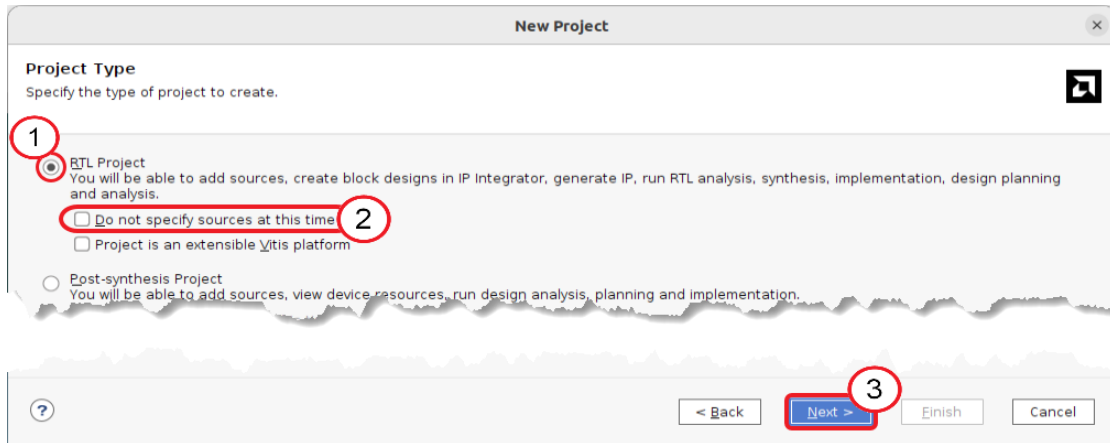 New Project
Project Type
Specify the type of project to create.
1
RTL Project
You will be able to add sources, create block designs in IP Integrator, generate IP, run RTL analysis, synthesis, implementation, design planning
and analysis.
Do not specify sources at this time
2
Project is an extensible Vitis platform
Post-synthesis Project
You will be able to add sources, view device resources, run design analysis, planning and implementation.
3
?
< Back
Next >
Finish
Cancel